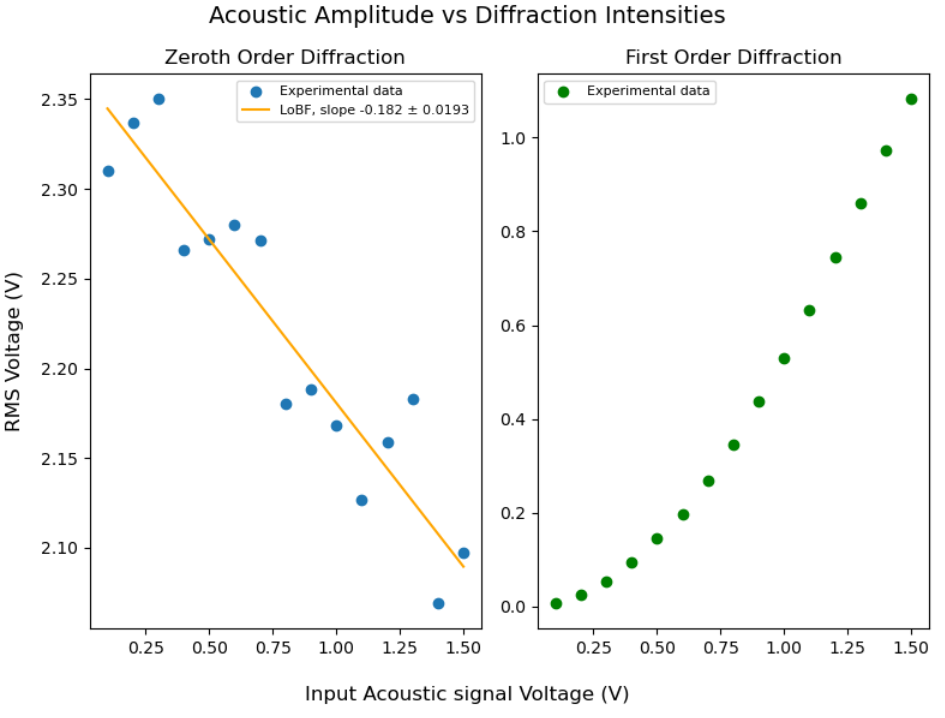 Acoustic Amplitude vs Diffraction Intensities
Zeroth Order Diffraction
First Order Diffraction
Experimental data
LoBF, slope -0.182 ± 0.0193
Experimental data
RMS Voltage (V)
2.35
2.30
2.25
2.20
2.15
2.10
1.0
0.8
0.6
0.4
0.2
0.0
0.25 0.50 0.75 1.00 1.25 1.50
0.25 0.50 0.75 1.00 1.25 1.50
Input Acoustic signal Voltage (V)